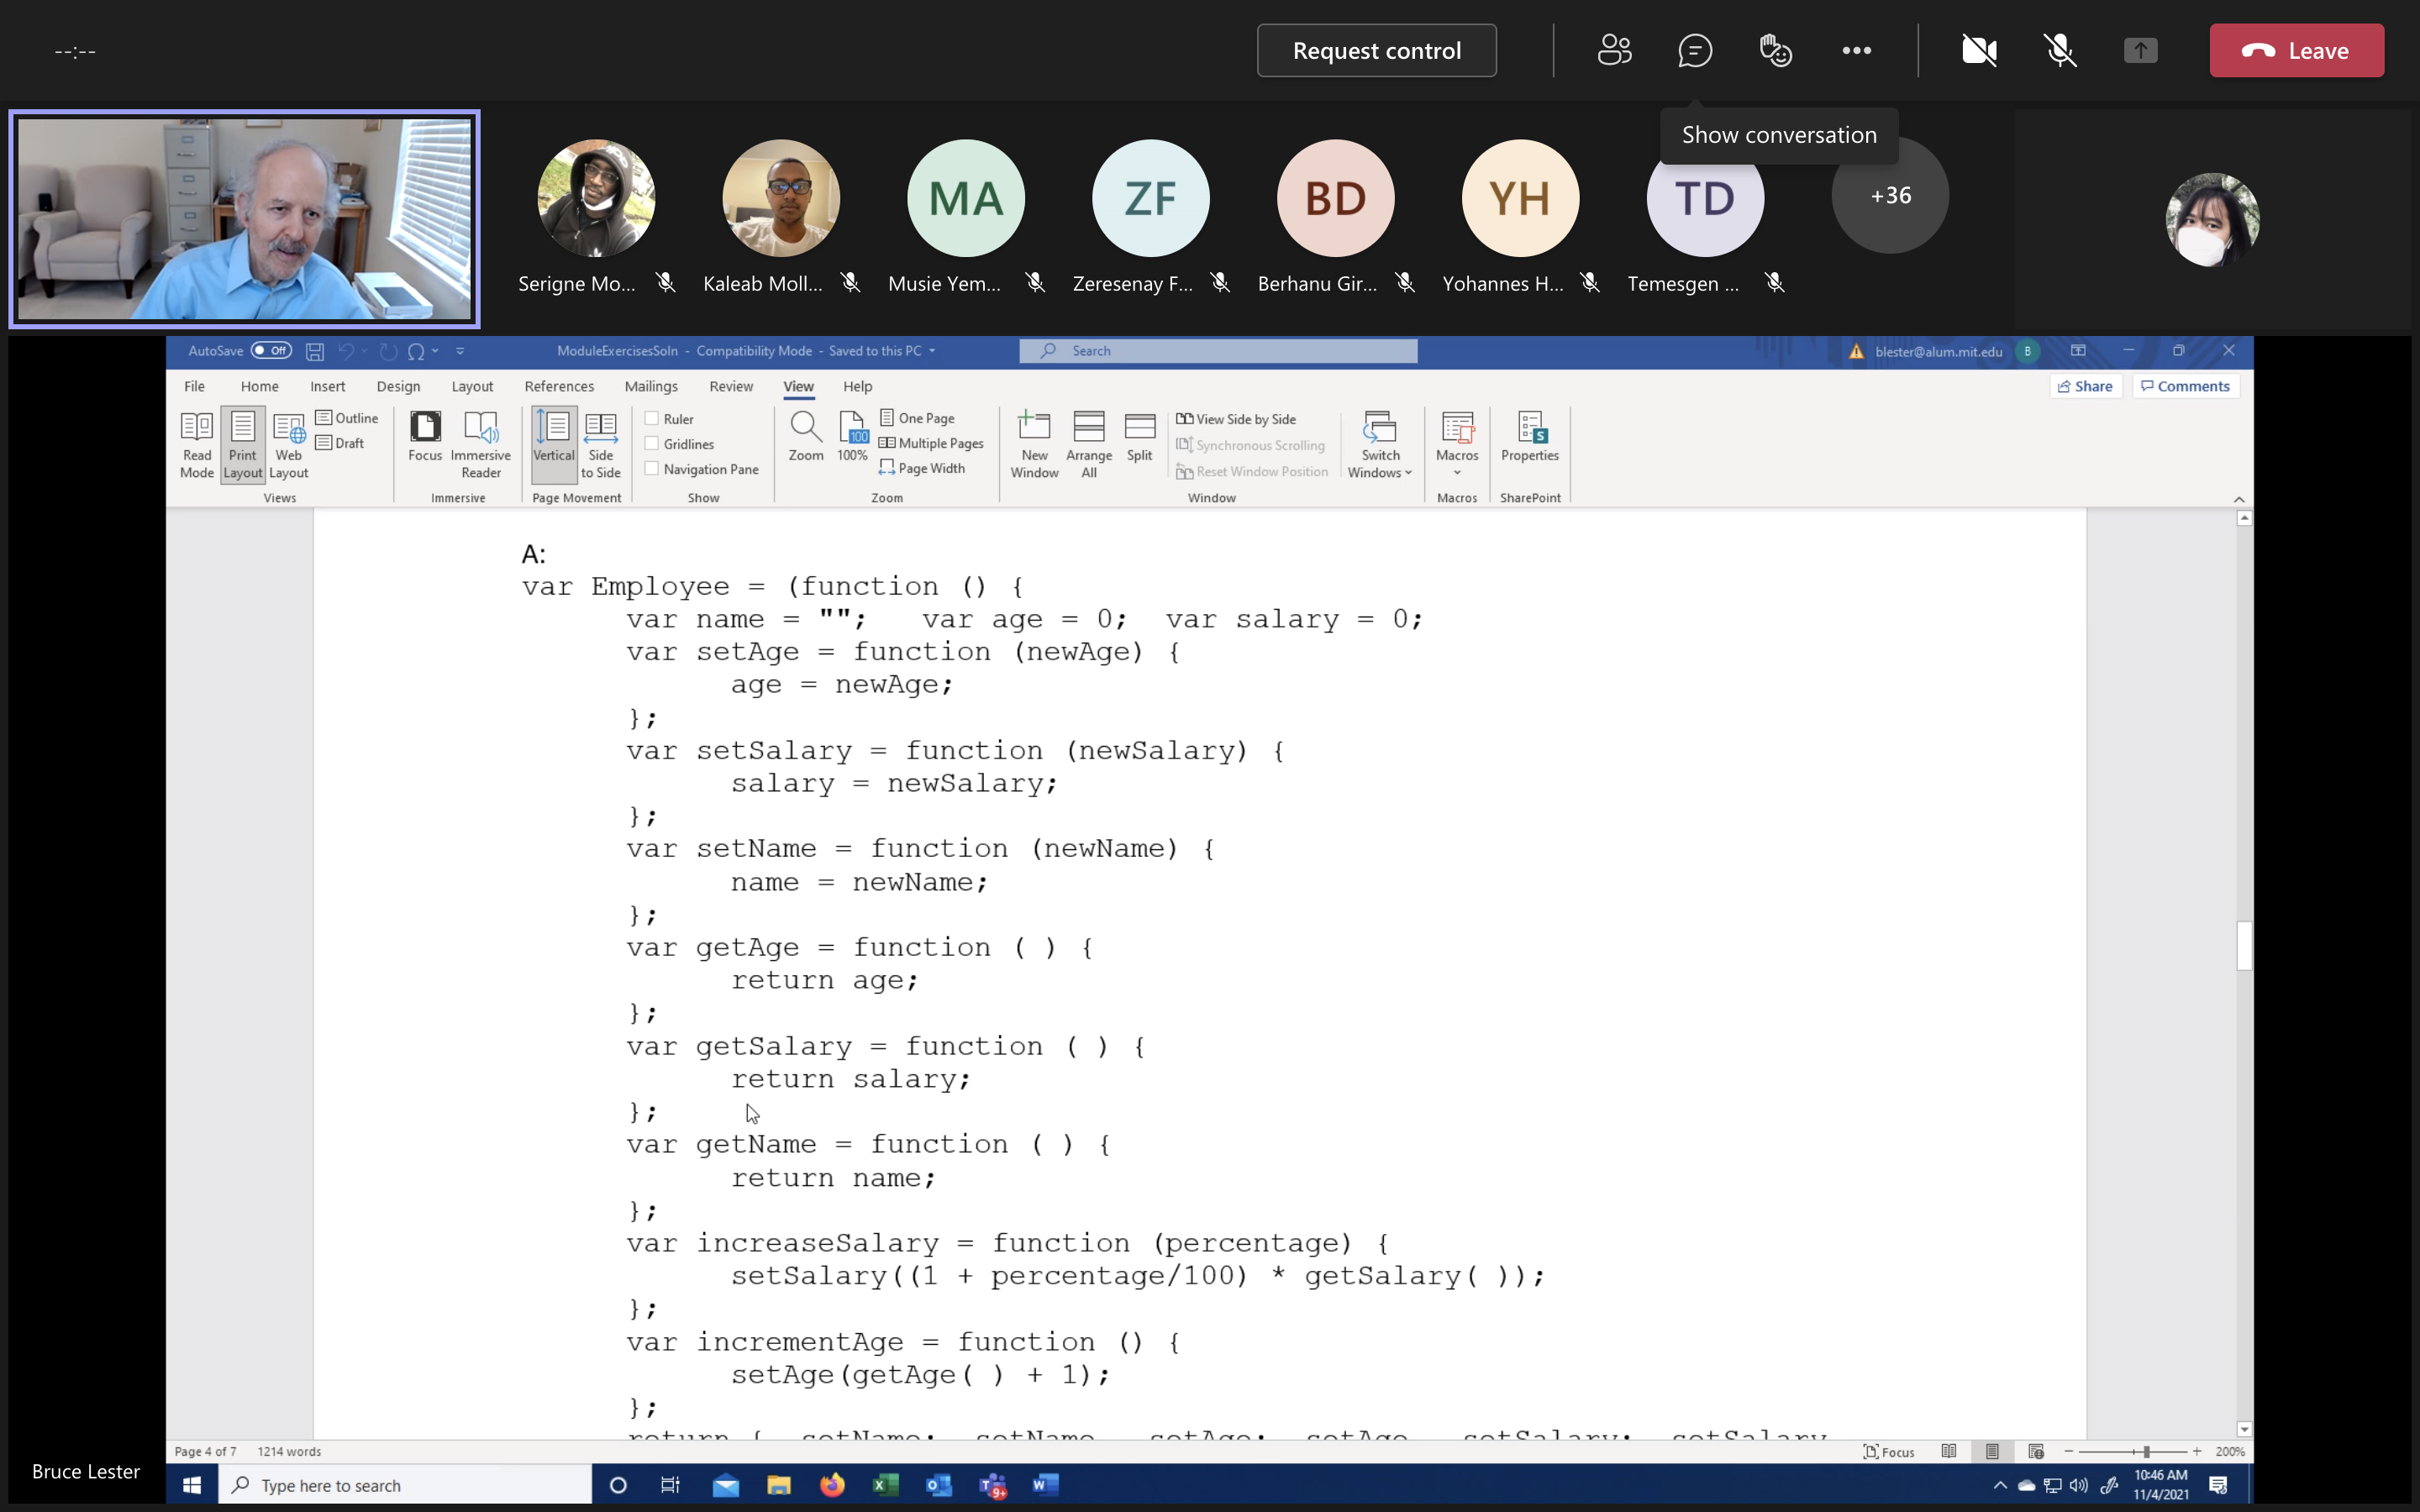 --:--
Request control
Leave
Show conversation
MA
ZF
BD
YH
TD
+36
Serigne Mo...
Kaleab Moll...
Musie Yem...
Zeresenay F...
Berhanu Gir...
Yohannes H...
Temesgen ...
AutoSave Off
ModuleExercisesSoln - Compatibility Mode - Saved to this PC
Search
blester@alum.mit.edu
B
File Home Insert Design Layout References Mailings Review View Help
Share Comments
Read Mode
Print Layout
Web Layout
Outline
Draft
Views
Focus
Immersive Reader
Immersive
Vertical
Side to Side
Page Movement
Ruler
Gridlines
Navigation Pane
Show
Zoom
100
100%
One Page
Multiple Pages
Page Width
Zoom
New Window
Arrange All
Split
View Side by Side
Synchronous Scrolling
Reset Window Position
Switch Windows
Window
Macros
Macros
Properties
SharePoint
A:
var Employee = (function () {
var name = ""; var age = 0; var salary = 0;
var setAge = function (newAge) {
age = newAge;
};
var setSalary = function (newSalary) {
salary = newSalary;
};
var setName = function (newName) {
name = newName;
};
var getAge = function ( ) {
return age;
};
var getSalary = function ( ) {
return salary;
};
var getName = function ( ) {
return name;
};
var increaseSalary = function (percentage) {
setSalary((1 + percentage/100) * getSalary( ));
};
var incrementAge = function () {
setAge(getAge( ) + 1);
};
return { setName: setName, setAge: setAge, setSalary: setSalary,
Page 4 of 7 1214 words
Focus
200%
Bruce Lester
Type here to search
9+
10:46 AM
11/4/2021